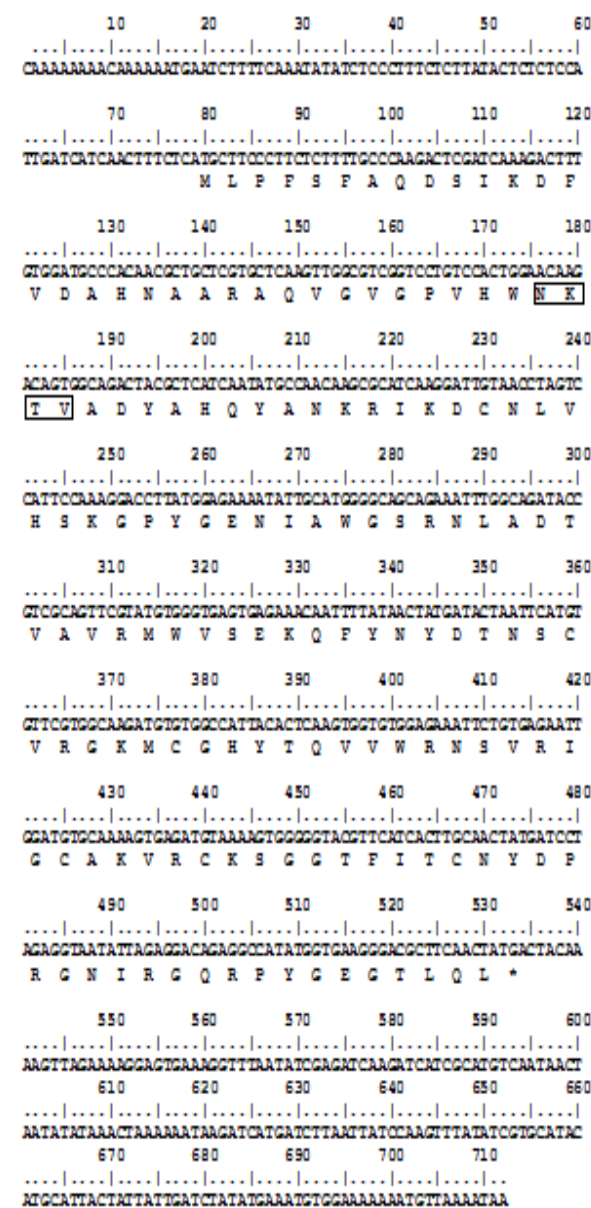 10 20 30 40 50 60
....|....|....|....|....|....|....|....|....|....|....|....|
CAAAAAAAACAAAAAATGAATCTTTTCAAATATATCTCCCTTTCTCTTATACTCTCTCCA
70 80 90 100 110 120
....|....|....|....|....|....|....|....|....|....|....|....|
TTGATCATCAACTTTCTCATGCTTCCCTTCTCTTTTGCCCAAGACTCGATCAAAGACTTT
M L P F S F A Q D S I K D F
130 140 150 160 170 180
....|....|....|....|....|....|....|....|....|....|....|....|
GTGGATGCCCACAACGCTGCTCGTGCTCAAGTTGGCGTCGGTCCTGTCCACTGGAACAAG
V D A H N A A R A Q V G V G P V H W N K
190 200 210 220 230 240
....|....|....|....|....|....|....|....|....|....|....|....|
ACAGTGGCAGACTACGCTCATCAATATGCCAACAAGCGCATCAAGGATTGTAACCTAGTC
T V A D Y A H Q Y A N K R I K D C N L V
250 260 270 280 290 300
....|....|....|....|....|....|....|....|....|....|....|....|
CATTCCAAAGGACCTTATGGAGAAAATATTGCATGGGGCAGCAGAAATTTGGCAGATACC
H S K G P Y G E N I A W G S R N L A D T
310 320 330 340 350 360
....|....|....|....|....|....|....|....|....|....|....|....|
GTCGCAGTTCGTATGTGGGTGAGTGAGAAACAATTTTATAACTATGATACTAATTCATGT
V A V R M W V S E K Q F Y N Y D T N S C
370 380 390 400 410 420
....|....|....|....|....|....|....|....|....|....|....|....|
GTTCGTGGCAAGATGTGTGGCCATTACACTCAAGTGGTGTGGAGAAATTCTGTGAGAATT
V R G K M C G H Y T Q V V W R N S V R I
430 440 450 460 470 480
....|....|....|....|....|....|....|....|....|....|....|....|
GGATGTGCAAAAGTGAGATGTAAAAGTGGGGGTACGTTCATCACTTGCAACTATGATCCT
G C A K V R C K S G G T F I T C N Y D P
490 500 510 520 530 540
....|....|....|....|....|....|....|....|....|....|....|....|
AGAGGTAATATTAGAGGACAGAGGCCATATGGTGAAGGGACGCTTCAACTATGACTACAA
R G N I R G Q R P Y G E G T L Q L *
550 560 570 580 590 600
....|....|....|....|....|....|....|....|....|....|....|....|
AAGTTAGAAAAGGAGTGAAAGGTTTAATATCGAGATCAAGATCATCGCATGTCAATAACT
610 620 630 640 650 660
....|....|....|....|....|....|....|....|....|....|....|....|
AATATATAAACTAAAAAATAAGATCATGATCTTAATTATCCAAGTTTATATCGTGCATAC
670 680 690 700 710
....|....|....|....|....|....|....|....|....|....|..
ATGCATTACTATTATTGATCTATATGAAATGTGGAAAAAAATGTTAAAATAA